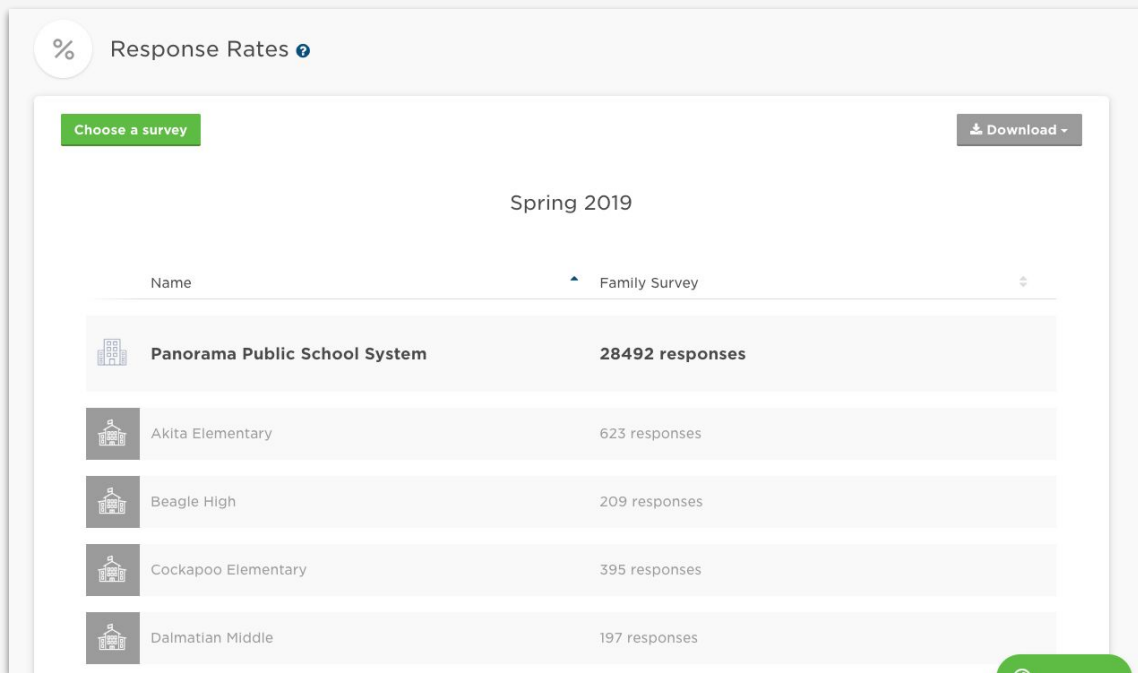 % Response Rates ?
Choose a survey
Download
Spring 2019
Name Family Survey
Panorama Public School System 28492 responses
Akita Elementary 623 responses
Beagle High 209 responses
Cockapoo Elementary 395 responses
Dalmatian Middle 197 responses